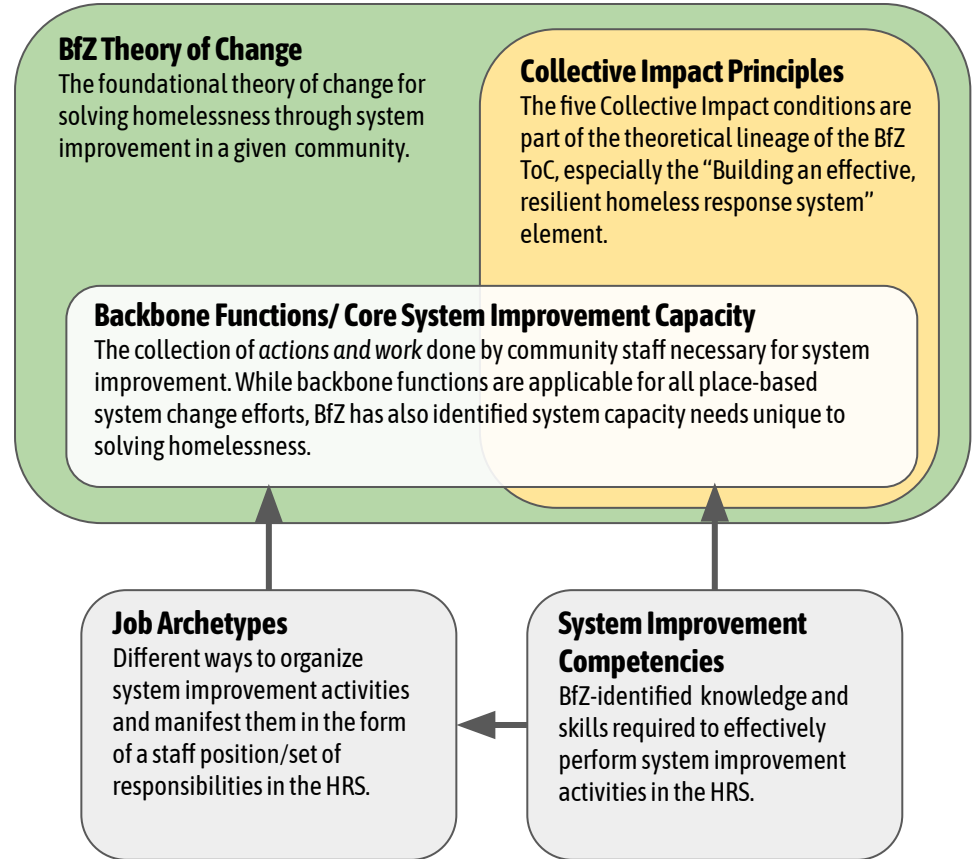 BfZ Theory of Change
The foundational theory of change for
solving homelessness through system
improvement in a given community.
Collective Impact Principles
The five Collective Impact conditions are
part of the theoretical lineage of the BfZ
ToC, especially the “Building an effective,
resilient homeless response system”
element.
Backbone Functions/ Core System Improvement Capacity
The collection of actions and work done by community staff necessary for system
improvement. While backbone functions are applicable for all place-based
system change efforts, BfZ has also identified system capacity needs unique to
solving homelessness.
Job Archetypes
Different ways to organize
system improvement activities
and manifest them in the form
of a staff position/set of
responsibilities in the HRS.
System Improvement
Competencies
BfZ-identified knowledge and
skills required to effectively
perform system improvement
activities in the HRS.